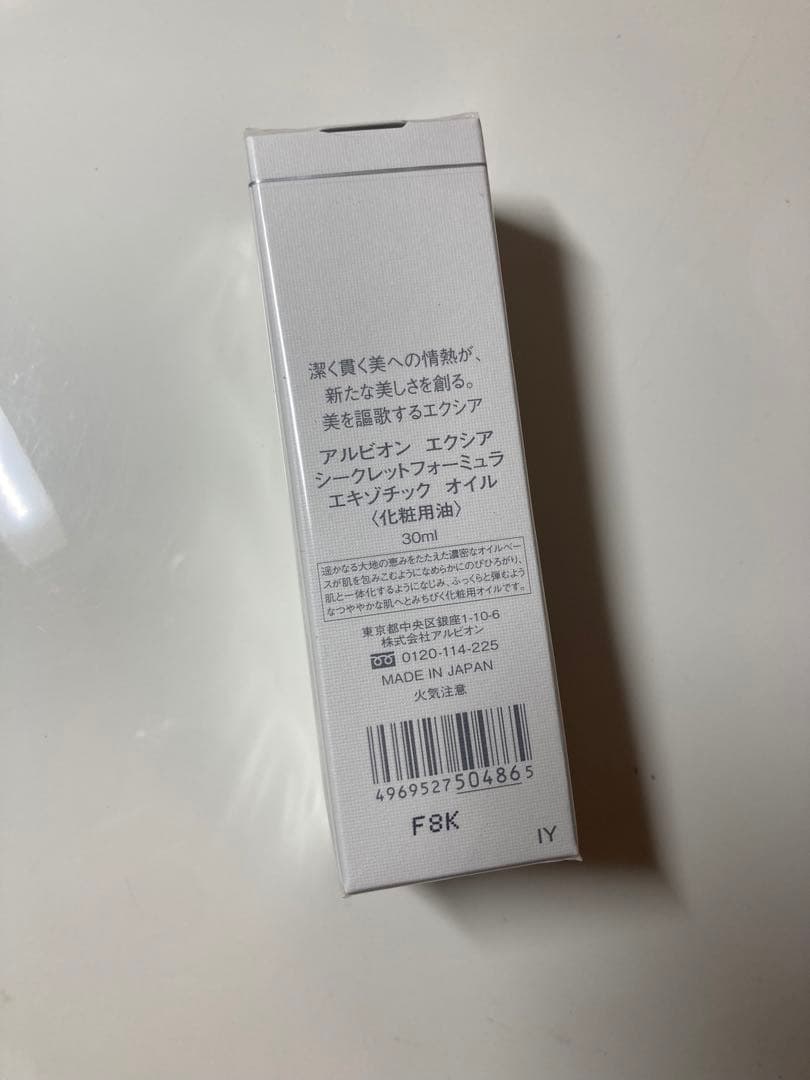 潔く貫く美への情熱が、
新たな美しさを創る。
美を謳歌するエクシア
アルビオン エクシア
シークレットフォーミュラ
エキゾチック オイル
〈化粧用油〉
30ml
遥かなる大地の恵みをたたえた濃密なオイルベー
スが肌を包みこむようになめらかにのびひろがり、
肌と一体化するようになじみ、ふっくらと弾むよう
なつややかな肌へとみちびく化粧用オイルです。
東京都中央区銀座1-10-6
株式会社アルビオン
0120-114-225
MADE IN JAPAN
火気注意
4969527504865
F8K
IY